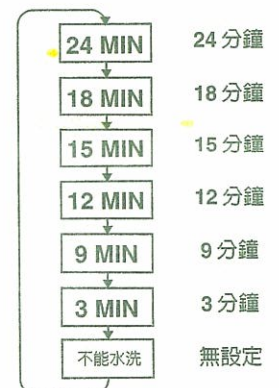 24 MIN 24 分鐘
18 MIN 18 分鐘
15 MIN 15 分鐘
12 MIN 12 分鐘
9 MIN 9 分鐘
3 MIN 3 分鐘
不能水洗 無設定